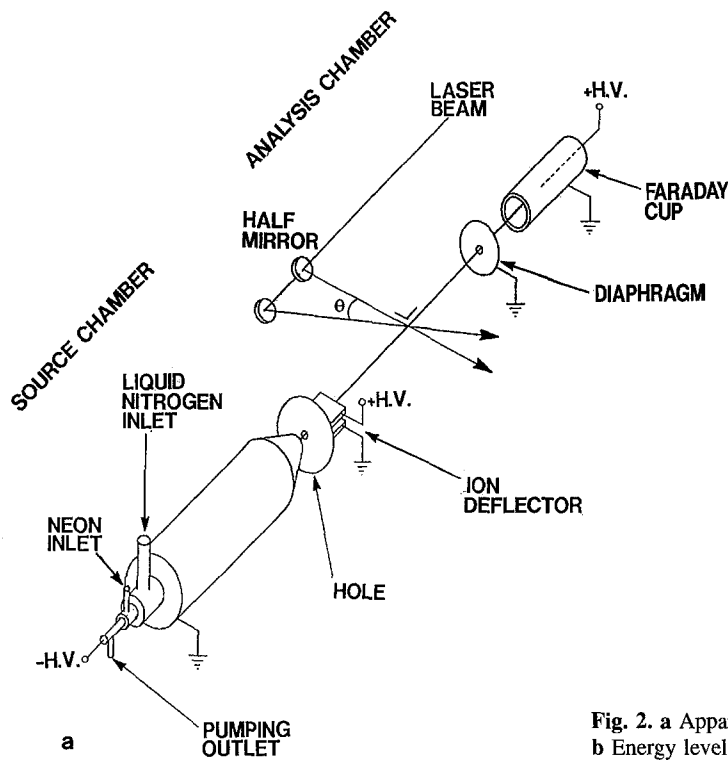 ANALYSIS CHAMBER
LASER
BEAM
+H.V.
FARADAY
CUP
HALF
MIRROR
θ
DIAPHRAGM
SOURCE CHAMBER
LIQUID
NITROGEN
INLET
+H.V.
ION
DEFLECTOR
NEON
INLET
HOLE
-H.V.
PUMPING
OUTLET
a
Fig. 2. a Appa
b Energy level